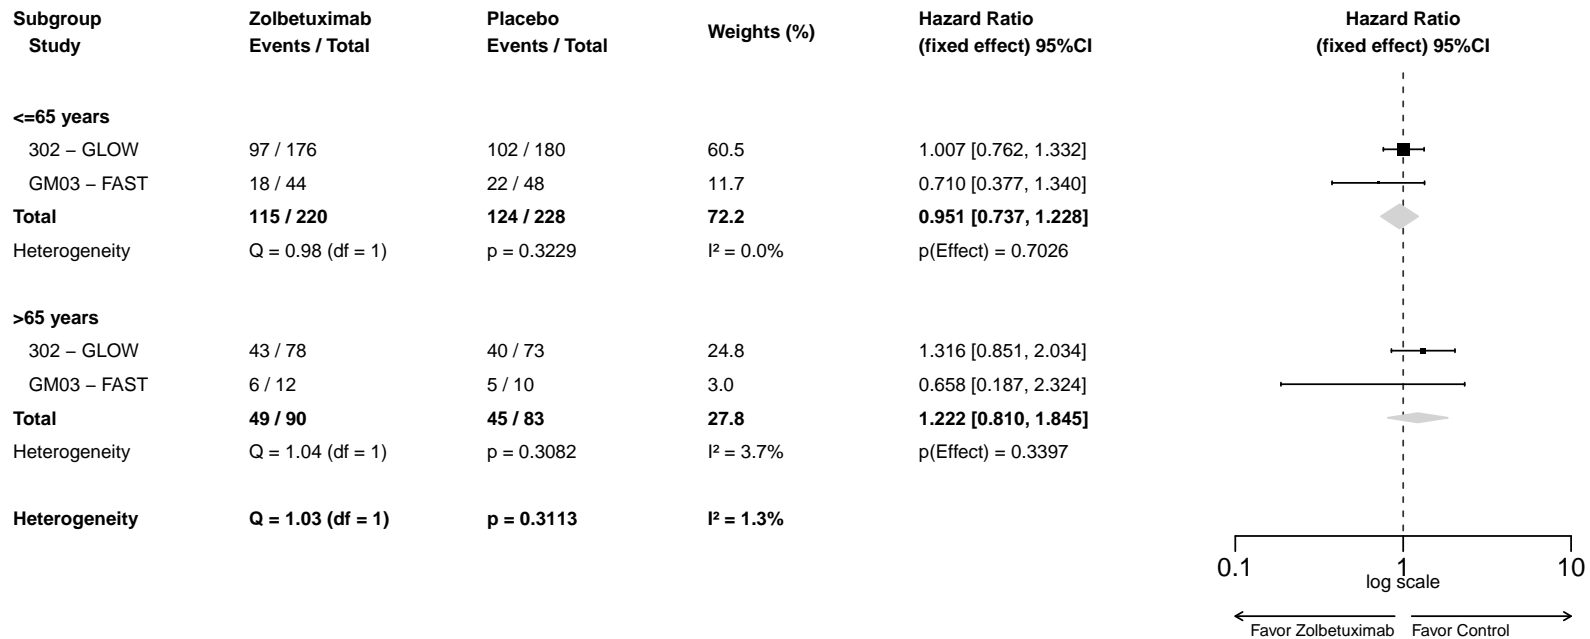 Subgroup Zolbetuximab Placebo Weights (%) Hazard Ratio Hazard Ratio
Study Events / Total Events / Total (fixed effect) 95%CI (fixed effect) 95%CI
<=65 years
302 − GLOW 97 / 176 102 / 180 60.5 1.007 [0.762, 1.332]
GM03 − FAST 18 / 44 22 / 48 11.7 0.710 [0.377, 1.340]
Total 115 / 220 124 / 228 72.2 0.951 [0.737, 1.228]
Heterogeneity Q = 0.98 (df = 1) p = 0.3229 I² = 0.0% p(Effect) = 0.7026
>65 years
302 − GLOW 43 / 78 40 / 73 24.8 1.316 [0.851, 2.034]
GM03 − FAST 6 / 12 5 / 10 3.0 0.658 [0.187, 2.324]
Total 49 / 90 45 / 83 27.8 1.222 [0.810, 1.845]
Heterogeneity Q = 1.04 (df = 1) p = 0.3082 I² = 3.7% p(Effect) = 0.3397
Heterogeneity Q = 1.03 (df = 1) p = 0.3113 I² = 1.3%
0.1 1 10
log scale
Favor Zolbetuximab Favor Control